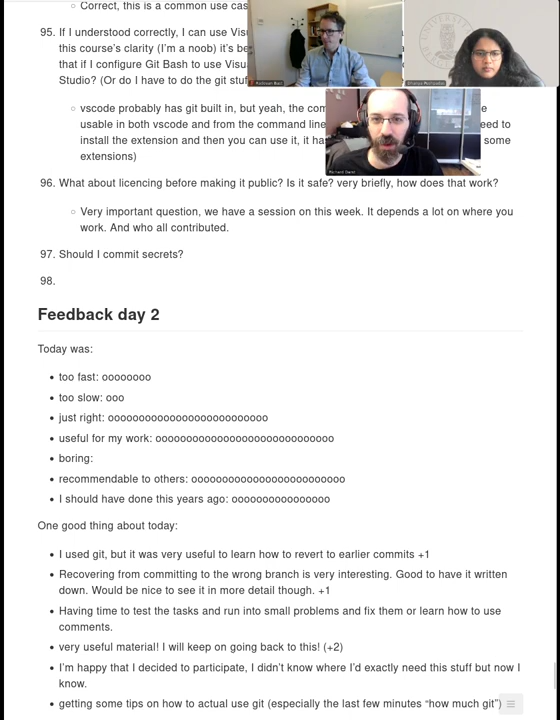 Correct, this is a common use cas
95. If I understood correctly, I can use Visu
this course's clarity (I'm a noob) it's be
that if I configure Git Bash to use Visua
Studio? (Or do I have to do the git stuf
vscode probably has git built in, but yeah, the com e
usable in both vscode and from the command line eed to
install the extension and then you can use it, it ha some
extensions)
96. What about licencing before making it public? Is it safe? very briefly, how does that work?
Very important question, we have a session on this week. It depends a lot on where you
work. And who all contributed.
97. Should I commit secrets?
98.
Feedback day 2
Today was:
too fast: oooooooo
too slow: ooo
just right: oooooooooooooooooooooooooo
useful for my work: ooooooooooooooooooooooooooooo
boring:
recommendable to others: ooooooooooooooooooooooooo
I should have done this years ago: oooooooooooooooo
One good thing about today:
I used git, but it was very useful to learn how to revert to earlier commits +1
Recovering from committing to the wrong branch is very interesting. Good to have it written
down. Would be nice to see it in more detail though. +1
Having time to test the tasks and run into small problems and fix them or learn how to use
comments.
very useful material! I will keep on going back to this! (+2)
I'm happy that I decided to participate, I didn't know where I'd exactly need this stuff but now I
know.
getting some tips on how to actual use git (especially the last few minutes "how much git")